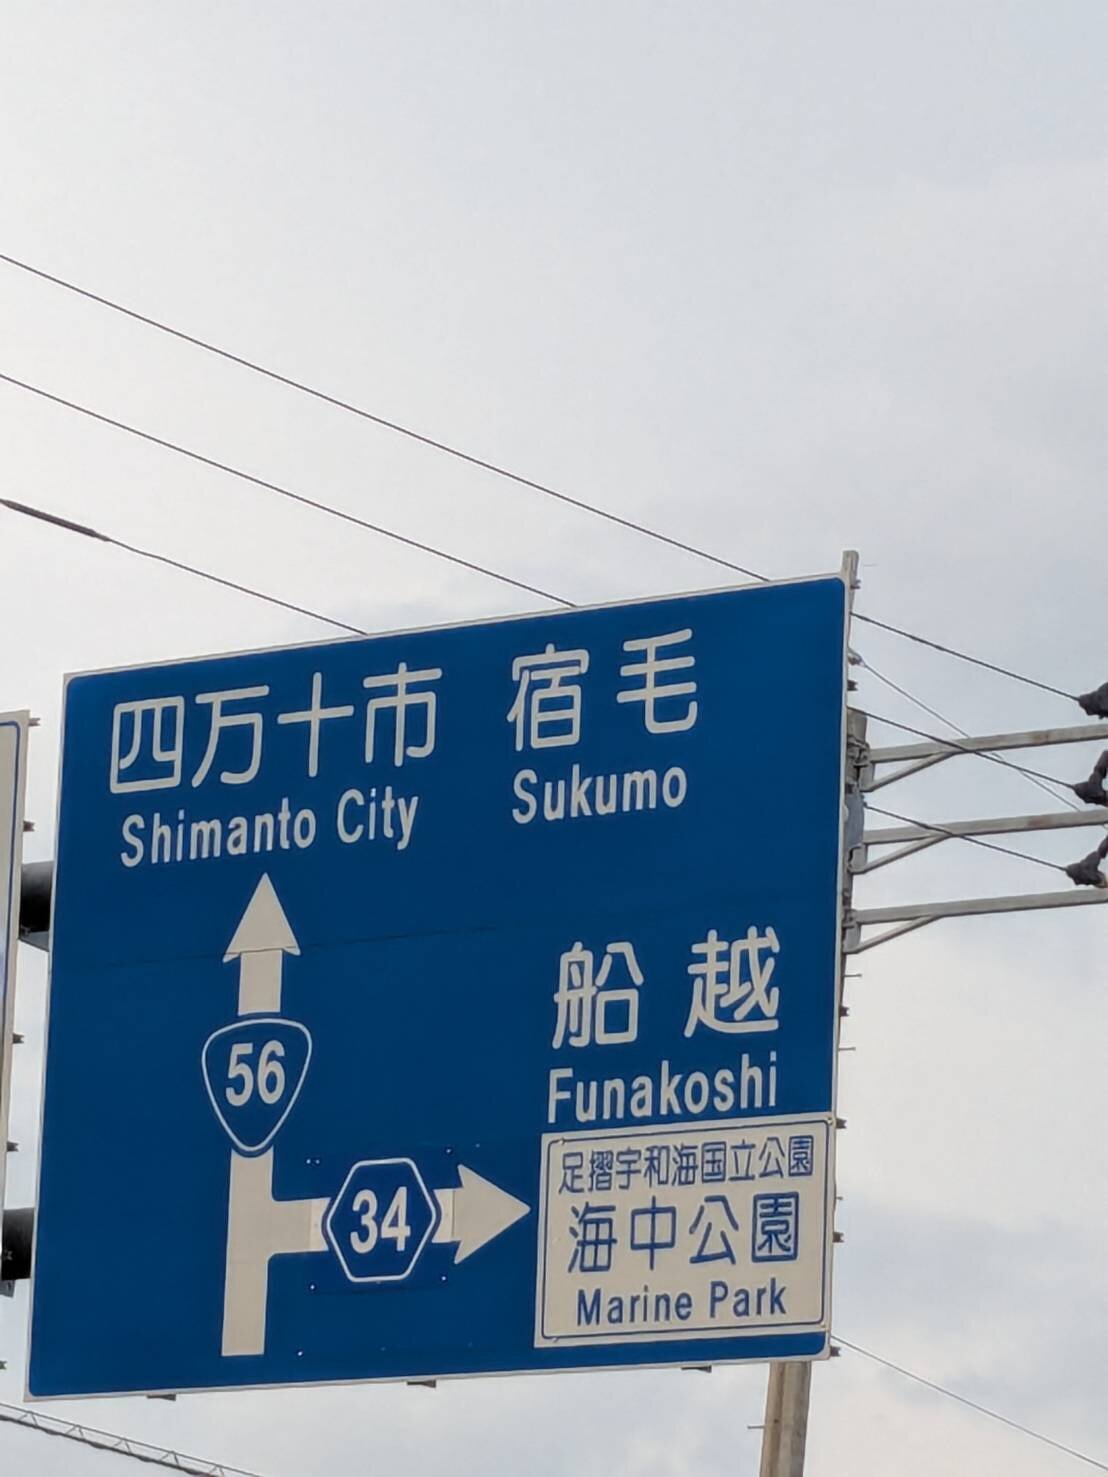 四万十市 宿毛
Shimanto City Sukumo
56
船越
Funakoshi
34
足摺宇和海国立公園
海中公園
Marine Park